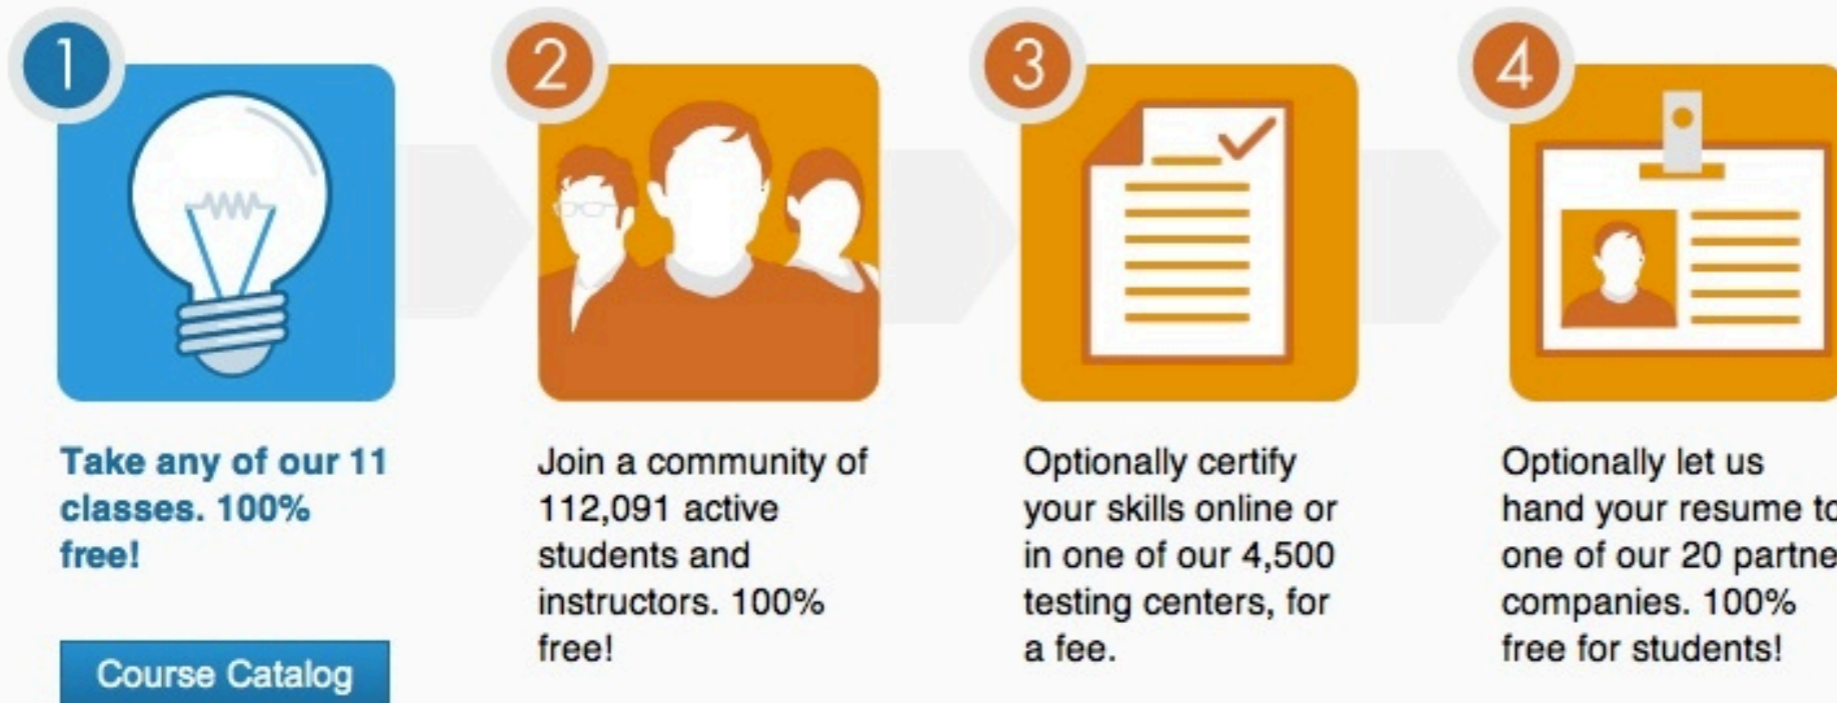 1
Take any of our 11
classes. 100%
free!
Course Catalog
2
Join a community of
112,091 active
students and
instructors. 100%
free!
3
Optionally certify
your skills online or
in one of our 4,500
testing centers, for
a fee.
4
Optionally let us
hand your resume to
one of our 20 partne
companies. 100%
free for students!